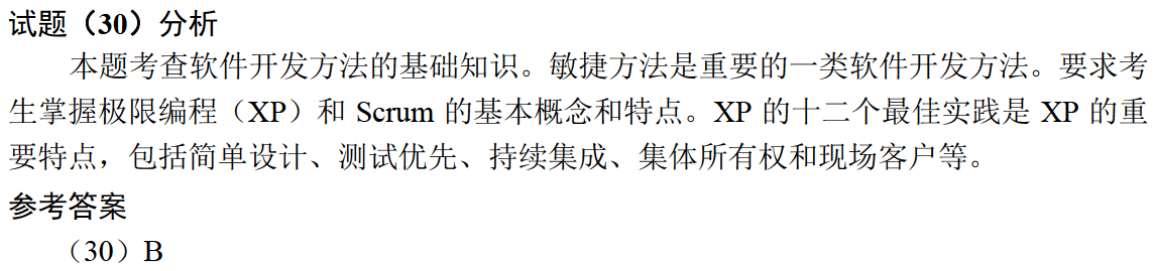 试题（30）分析
本题考查软件开发方法的基础知识。敏捷方法是重要的一类软件开发方法。要求考
生掌握极限编程（XP）和 Scrum 的基本概念和特点。XP 的十二个最佳实践是 XP 的重
要特点，包括简单设计、测试优先、持续集成、集体所有权和现场客户等。
参考答案
（30）B